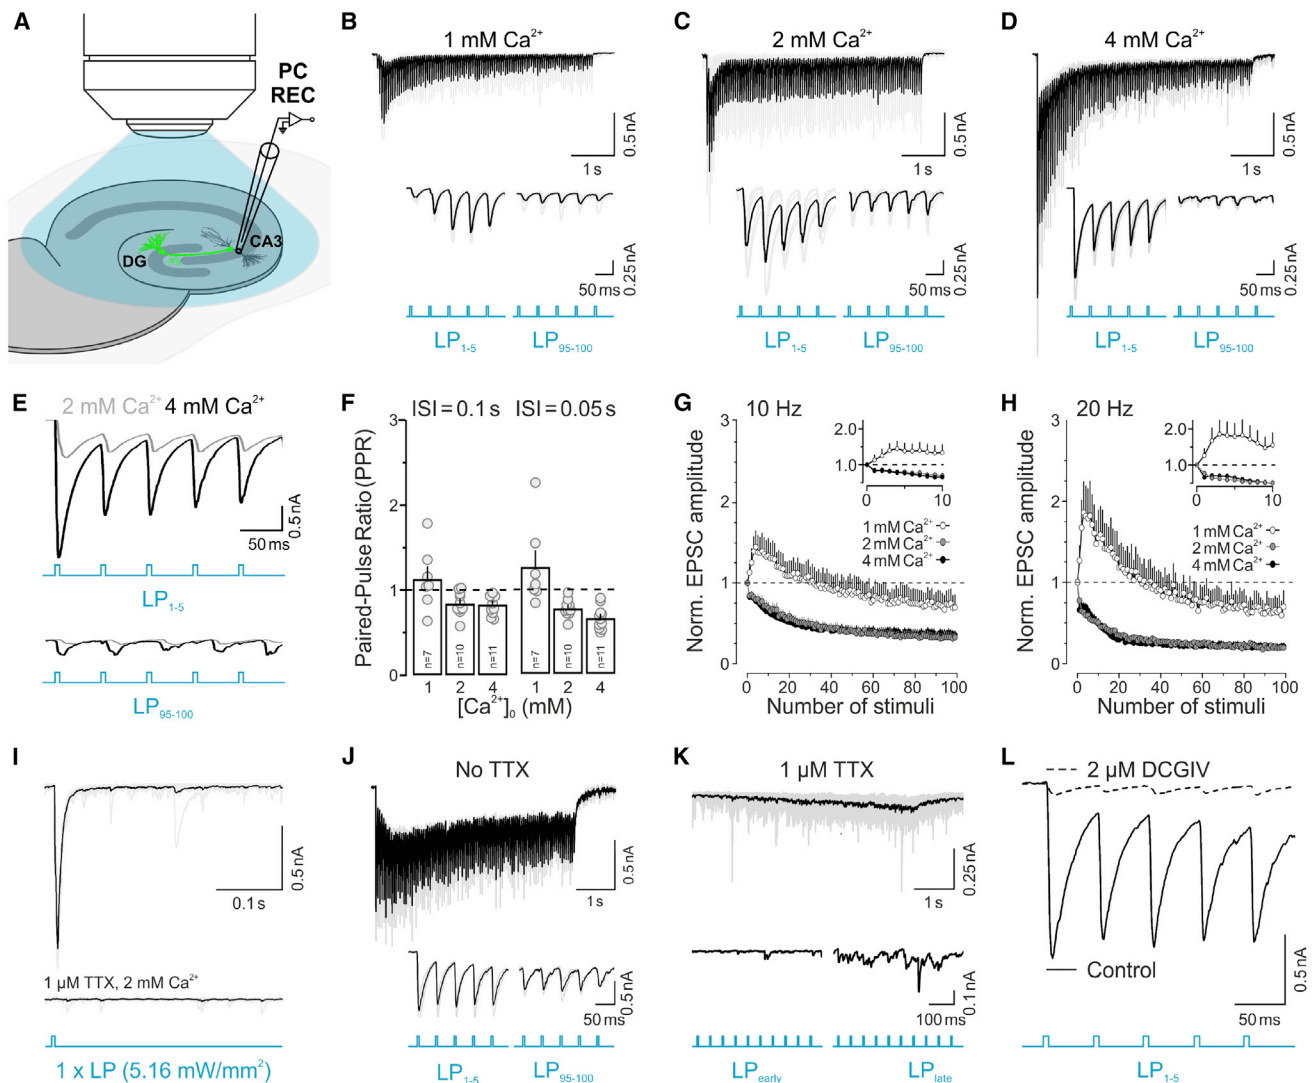 A
PC
REC
CA3
DG
B
1 mM Ca²⁺
0.5 nA
1 s
0.25 nA
50 ms
LP₁₋₅
LP₉₅₋₁₀₀
C
2 mM Ca²⁺
0.5 nA
1 s
0.25 nA
50 ms
LP₁₋₅
LP₉₅₋₁₀₀
D
4 mM Ca²⁺
0.5 nA
1 s
0.25 nA
50 ms
LP₁₋₅
LP₉₅₋₁₀₀
E
2 mM Ca²⁺ 4 mM Ca²⁺
0.5 nA
50 ms
LP₁₋₅
LP₉₅₋₁₀₀
F
ISI = 0.1 s ISI = 0.05 s
Paired-Pulse Ratio (PPR)
3
2
1
0
n=7 n=10 n=11 n=7 n=10 n=11
1 2 4 1 2 4
[Ca²⁺]₀ (mM)
G
10 Hz
Norm. EPSC amplitude
3
2
1
0
2.0
1.0
0 10
1 mM Ca²⁺
2 mM Ca²⁺
4 mM Ca²⁺
0 20 40 60 80 100
Number of stimuli
H
20 Hz
Norm. EPSC amplitude
3
2
1
0
2.0
1.0
0 10
1 mM Ca²⁺
2 mM Ca²⁺
4 mM Ca²⁺
0 20 40 60 80 100
Number of stimuli
I
0.5 nA
0.1 s
1 µM TTX, 2 mM Ca²⁺
1 x LP (5.16 mW/mm²)
J
No TTX
0.5 nA
1 s
0.5 nA
50 ms
LP₁₋₅
LP₉₅₋₁₀₀
K
1 µM TTX
0.25 nA
1 s
0.1 nA
100 ms
LPearly
LPlate
L
2 µM DCGIV
Control
0.5 nA
50 ms
LP₁₋₅